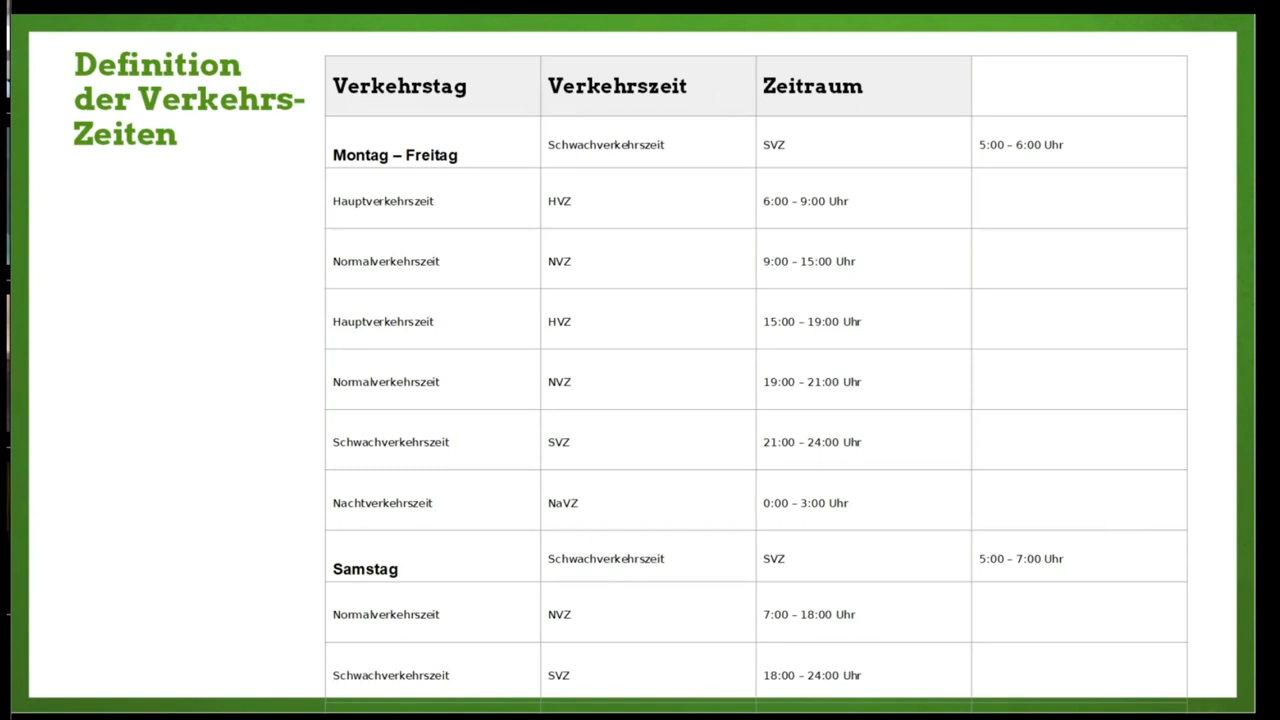 Definition
der Verkehrs-
Zeiten
Verkehrstag Verkehrszeit Zeitraum
Montag – Freitag Schwachverkehrszeit SVZ 5:00 – 6:00 Uhr
Hauptverkehrszeit HVZ 6:00 – 9:00 Uhr
Normalverkehrszeit NVZ 9:00 – 15:00 Uhr
Hauptverkehrszeit HVZ 15:00 – 19:00 Uhr
Normalverkehrszeit NVZ 19:00 – 21:00 Uhr
Schwachverkehrszeit SVZ 21:00 – 24:00 Uhr
Nachtverkehrszeit NaVZ 0:00 – 3:00 Uhr
Samstag Schwachverkehrszeit SVZ 5:00 – 7:00 Uhr
Normalverkehrszeit NVZ 7:00 – 18:00 Uhr
Schwachverkehrszeit SVZ 18:00 – 24:00 Uhr